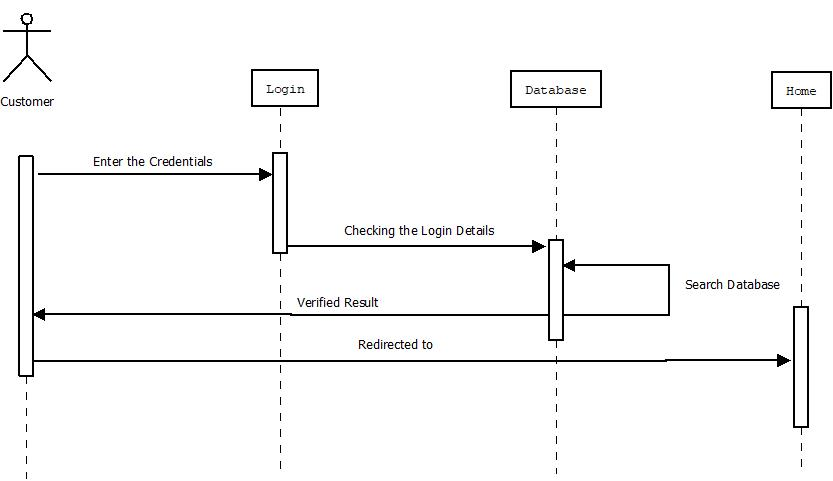 Customer
Login
Database
Home
Enter the Credentials
Checking the Login Details
Search Database
Verified Result
Redirected to